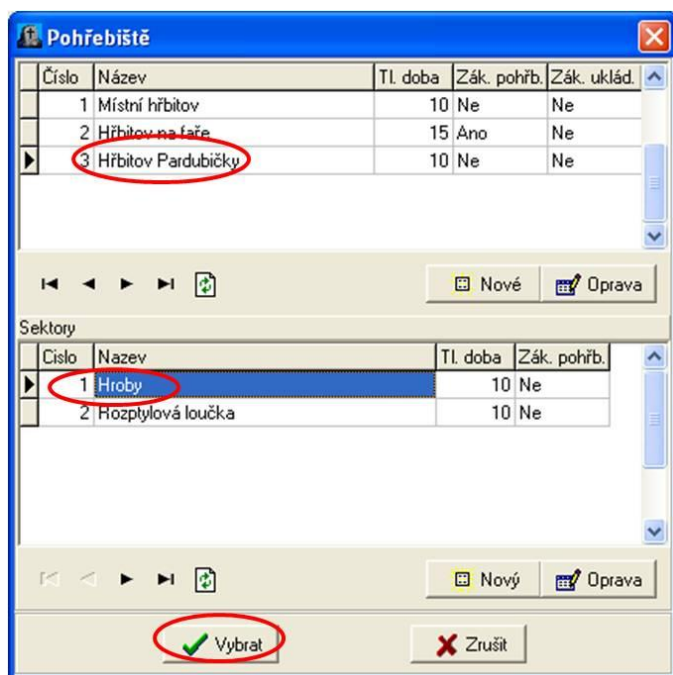 Pohřebiště
Číslo Název Tl. doba Zák. pohřb. Zák. uklád.
1 Místní hřbitov 10 Ne Ne
2 Hřbitov na faře 15 Ano Ne
3 Hřbitov Pardubičky 10 Ne Ne
Nové Oprava
Sektory
Cislo Nazev Tl. doba Zák. pohřb.
1 Hroby 10 Ne
2 Rozptylová loučka 10 Ne
Nový Oprava
Vybrat Zrušit